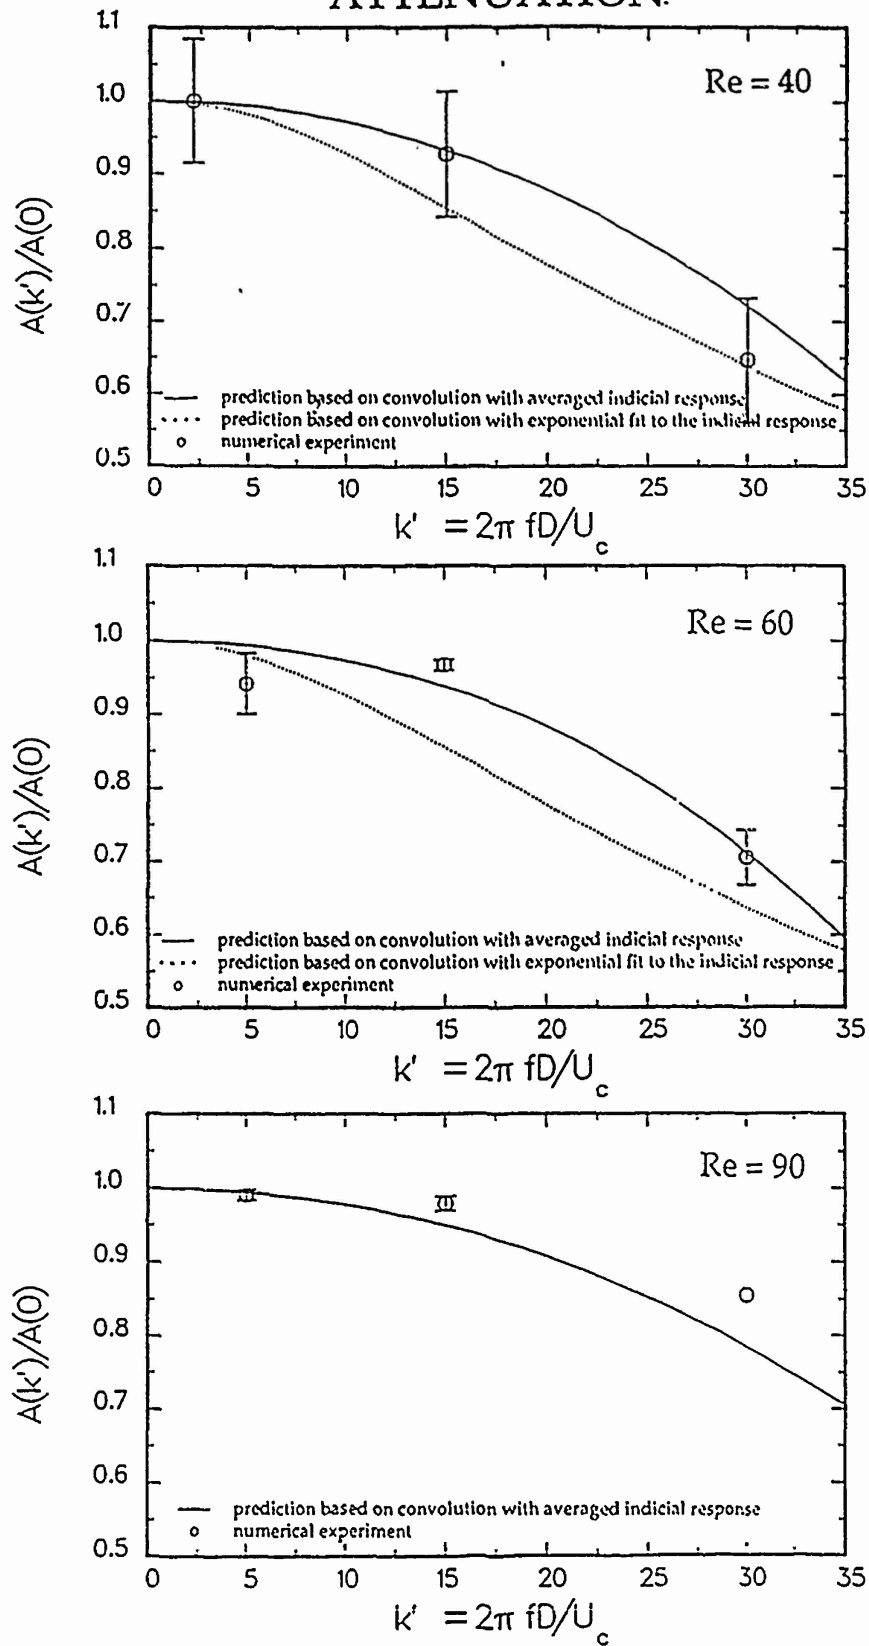 ATTENUATION.
1.1
1.0
0.9
0.8
0.7
0.6
0.5
A(k')/A(0)
Re = 40
prediction based on convolution with averaged indicial response
prediction based on convolution with exponential fit to the indicial response
numerical experiment
0 5 10 15 20 25 30 35
k' = 2π fD/U_c
1.1
1.0
0.9
0.8
0.7
0.6
0.5
A(k')/A(0)
Re = 60
prediction based on convolution with averaged indicial response
prediction based on convolution with exponential fit to the indicial response
numerical experiment
0 5 10 15 20 25 30 35
k' = 2π fD/U_c
1.1
1.0
0.9
0.8
0.7
0.6
0.5
A(k')/A(0)
Re = 90
prediction based on convolution with averaged indicial response
numerical experiment
0 5 10 15 20 25 30 35
k' = 2π fD/U_c